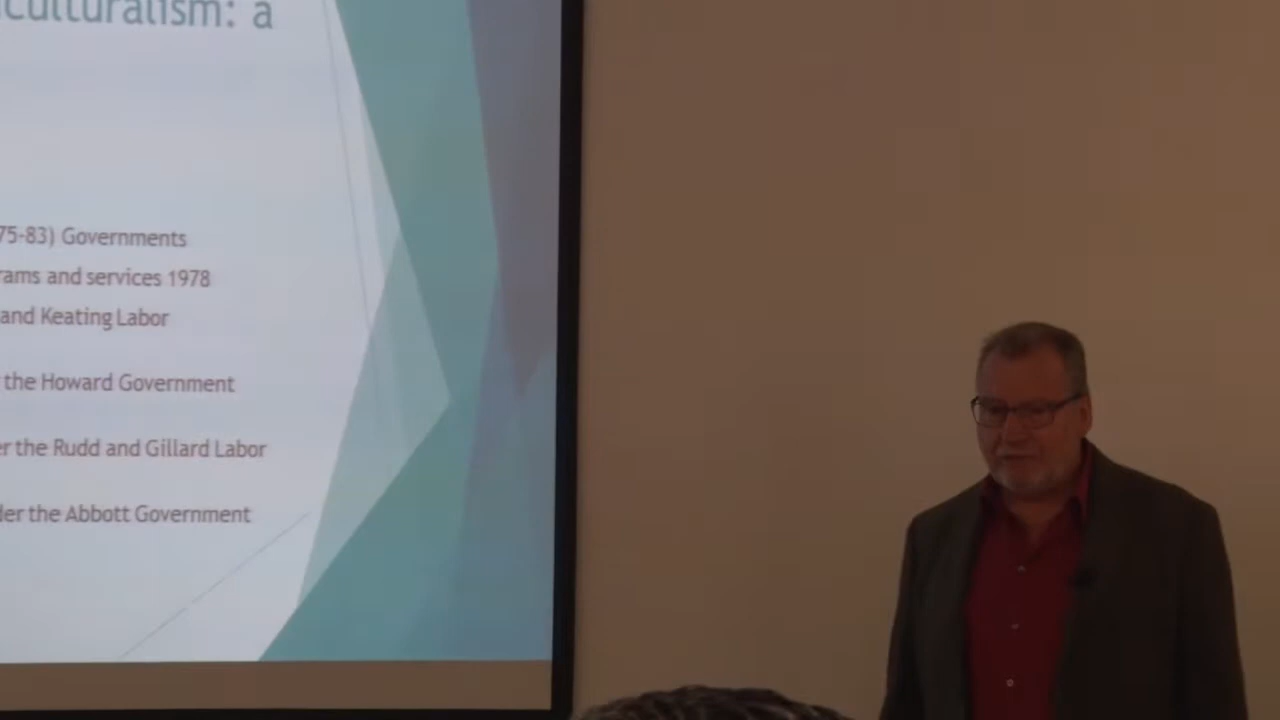 culturalism: a
75-83) Governments
rams and services 1978
and Keating Labor
the Howard Government
er the Rudd and Gillard Labor
der the Abbott Government